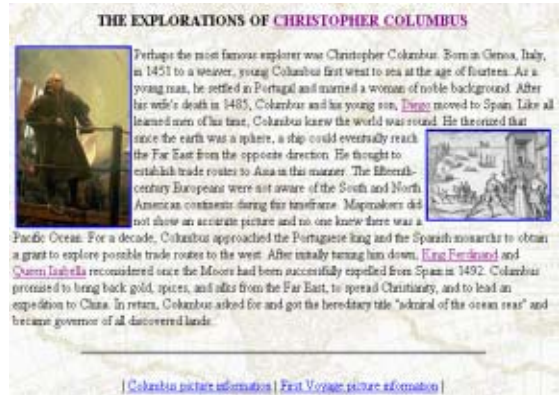 THE EXPLORATIONS OF CHRISTOPHER COLUMBUS
Perhaps the most famous explorer was Christopher Columbus. Born in Genoa, Italy,
in 1451 to a weaver, young Columbus first went to sea at the age of fourteen. As a
young man, he settled in Portugal and married a woman of noble background. After
his wife's death in 1485, Columbus and his young son, Diego moved to Spain. Like all
learned men of his time, Columbus knew the world was round. He theorized that
since the earth was a sphere, a ship could eventually reach
the Far East from the opposite direction. He thought to
establish trade routes to Asia in this manner. The fifteenth-
century Europeans were not aware of the South and North
American continents during this timeframe. Mapmakers did
not show an accurate picture and no one knew there was a
Pacific Ocean. For a decade, Columbus approached the Portuguese king and the Spanish monarchs to obtain
a grant to explore possible trade routes to the west. After initially turning him down, King Ferdinand and
Queen Isabella reconsidered once the Moors had been successfully expelled from Spain in 1492. Columbus
promised to bring back gold, spices, and silks from the Far East, to spread Christianity, and to lead an
expedition to China. In return, Columbus asked for and got the hereditary title "admiral of the ocean seas" and
became governor of all discovered lands.
| Columbus picture information | First Voyage picture information |